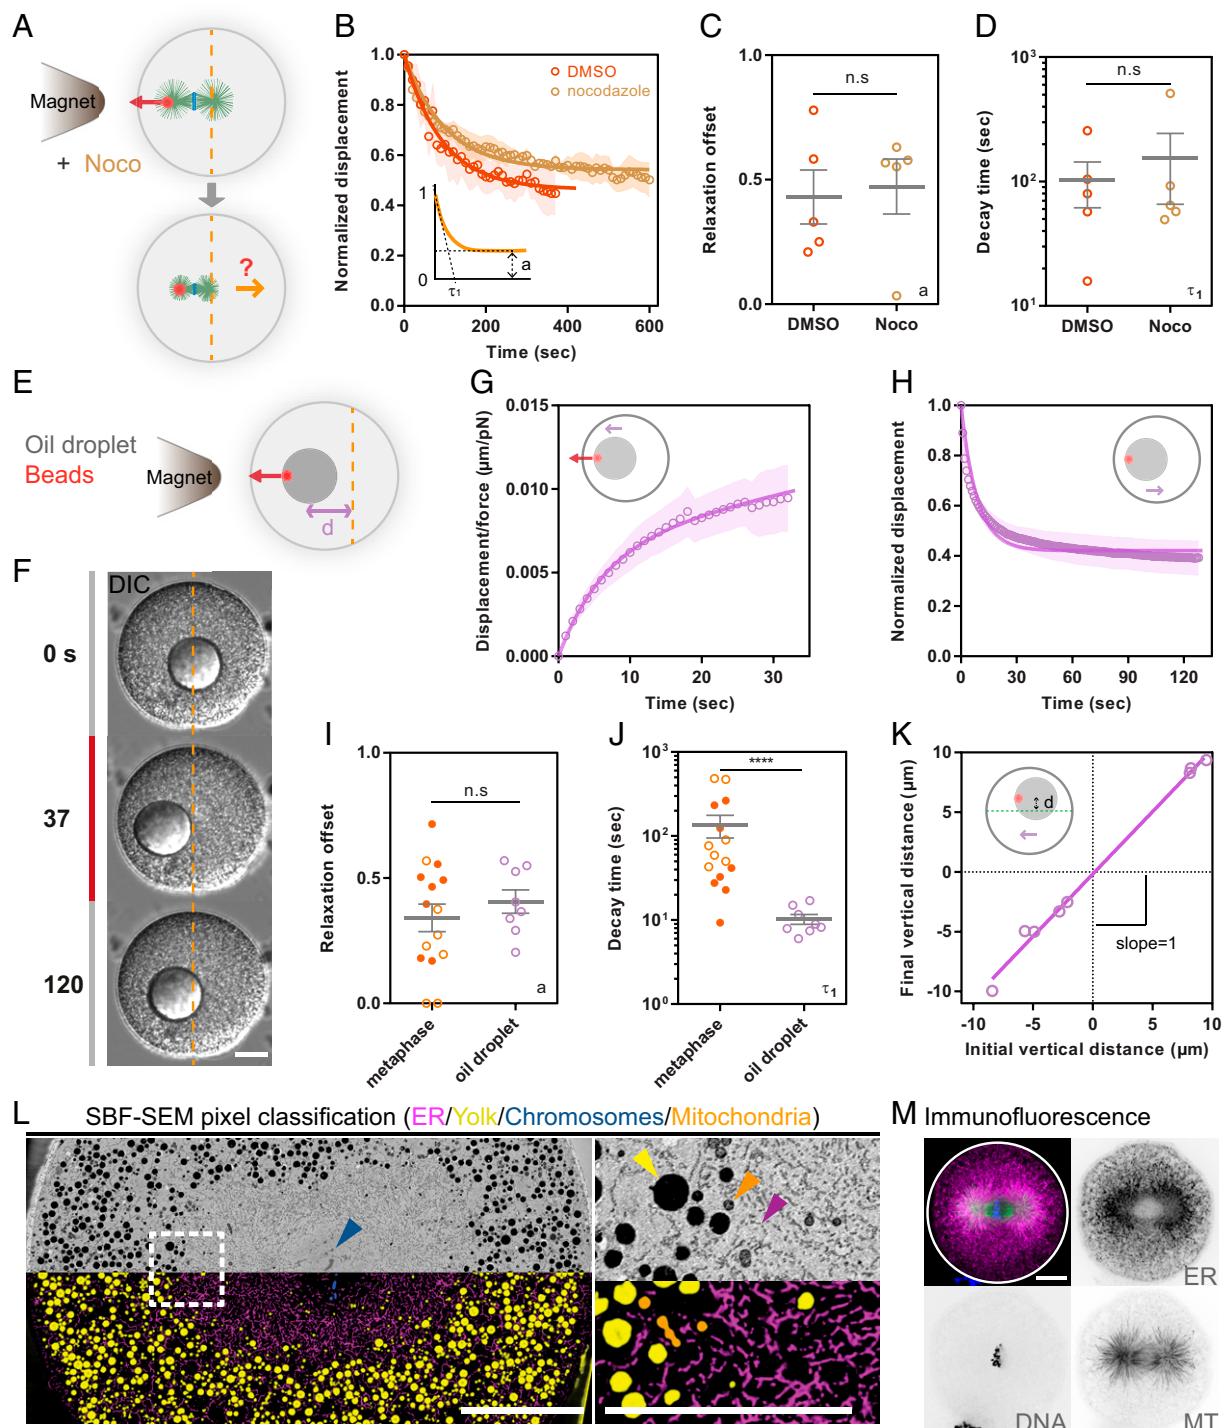 A
Magnet
+ Noco
?
B
Normalized displacement
1.0
0.8
0.6
0.4
0.2
0.0
DMSO
nocodazole
1
0
a
τ1
0
200
400
600
Time (sec)
C
Relaxation offset
1.0
0.5
0.0
n.s
a
DMSO
Noco
D
Decay time (sec)
10³
10²
10¹
n.s
τ1
DMSO
Noco
E
Oil droplet
Beads
Magnet
d
F
DIC
0 s
37
120
G
Displacement/force (µm/pN)
0.015
0.010
0.005
0.000
0
10
20
30
Time (sec)
H
Normalized displacement
1.0
0.8
0.6
0.4
0.2
0.0
0
30
60
90
120
Time (sec)
I
Relaxation offset
1.0
0.5
0.0
n.s
a
metaphase
oil droplet
J
Decay time (sec)
10³
10²
10¹
10⁰
****
τ1
metaphase
oil droplet
K
Final vertical distance (µm)
10
5
0
-5
-10
d
slope=1
-10
-5
0
5
10
Initial vertical distance (µm)
L
SBF-SEM pixel classification (ER/Yolk/Chromosomes/Mitochondria)
M Immunofluorescence
ER
DNA
MT